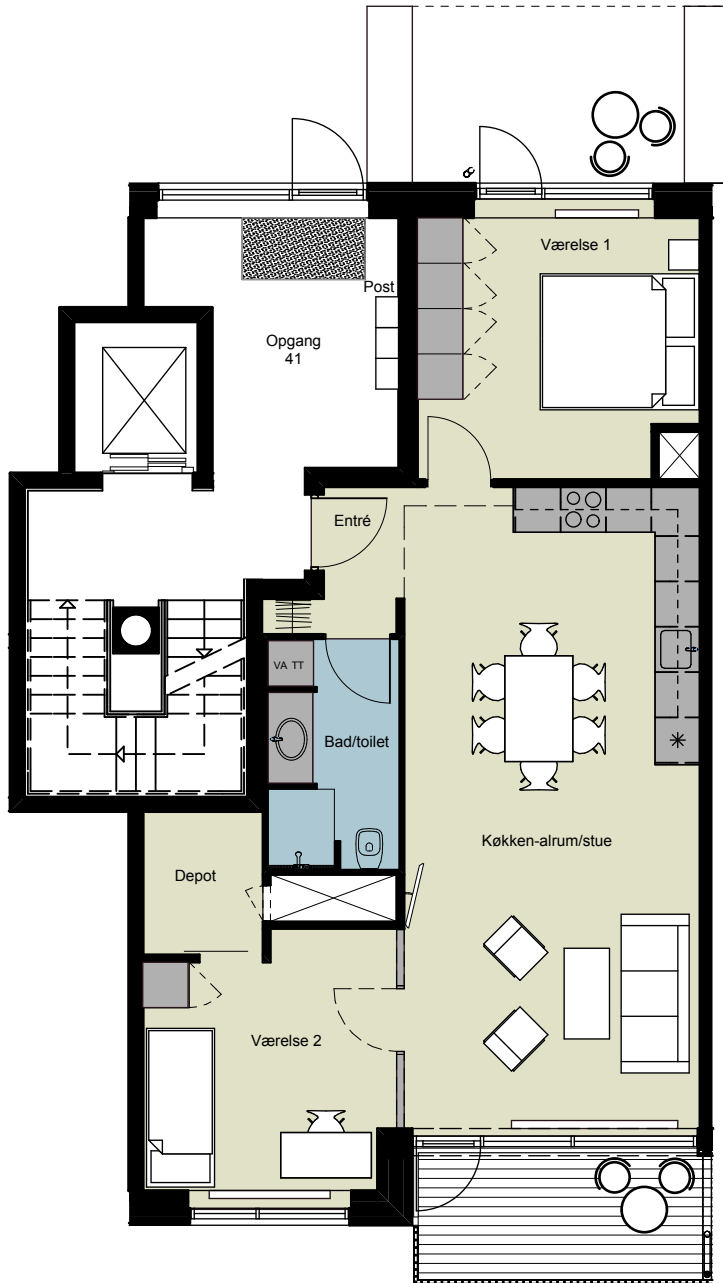 Værelse 1
Post
Opgang
41
Entré
VA TT
Bad/toilet
Køkken-alrum/stue
Depot
Værelse 2